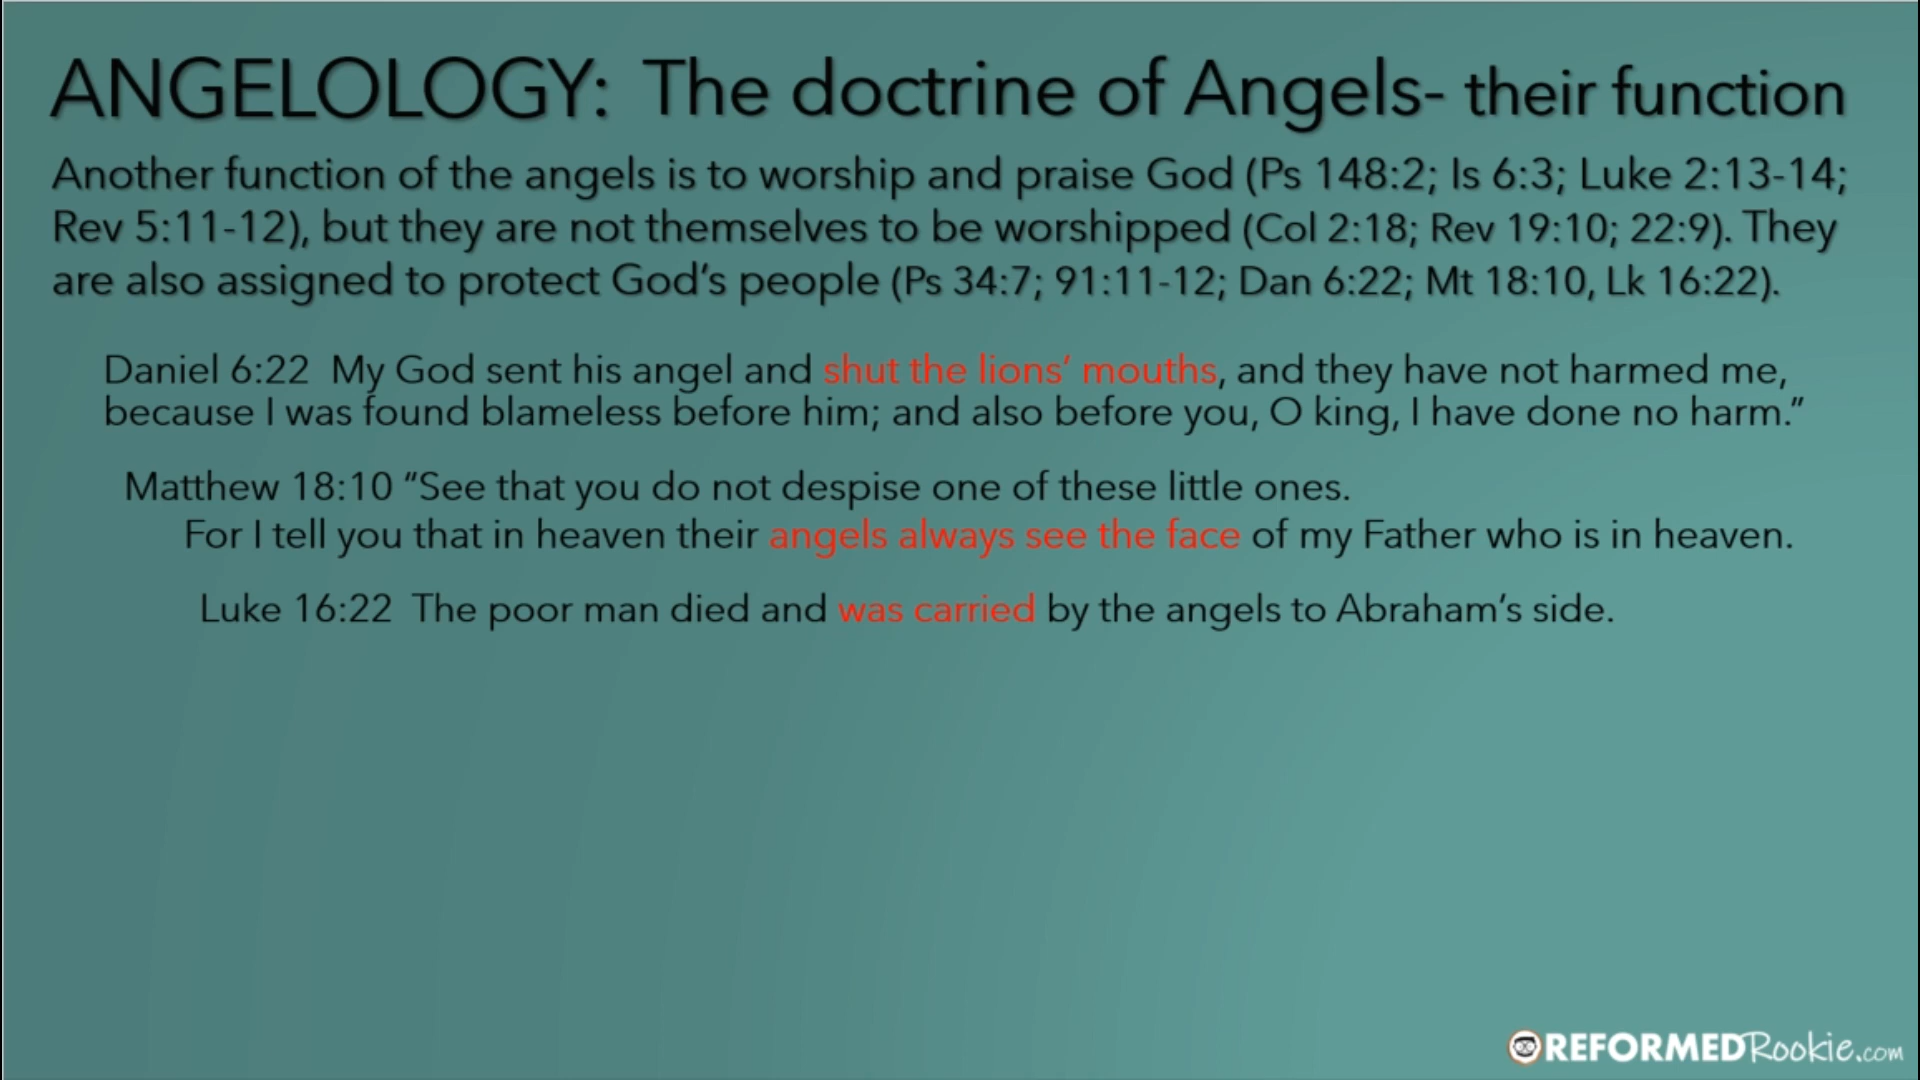 ANGELOLOGY: The doctrine of Angels- their function
Another function of the angels is to worship and praise God (Ps 148:2; Is 6:3; Luke 2:13-14;
Rev 5:11-12), but they are not themselves to be worshipped (Col 2:18; Rev 19:10; 22:9). They
are also assigned to protect God’s people (Ps 34:7; 91:11-12; Dan 6:22; Mt 18:10, Lk 16:22).
Daniel 6:22 My God sent his angel and shut the lions’ mouths, and they have not harmed me,
because I was found blameless before him; and also before you, O king, I have done no harm.”
Matthew 18:10 “See that you do not despise one of these little ones.
For I tell you that in heaven their angels always see the face of my Father who is in heaven.
Luke 16:22 The poor man died and was carried by the angels to Abraham’s side.
REFORMEDRookie.com